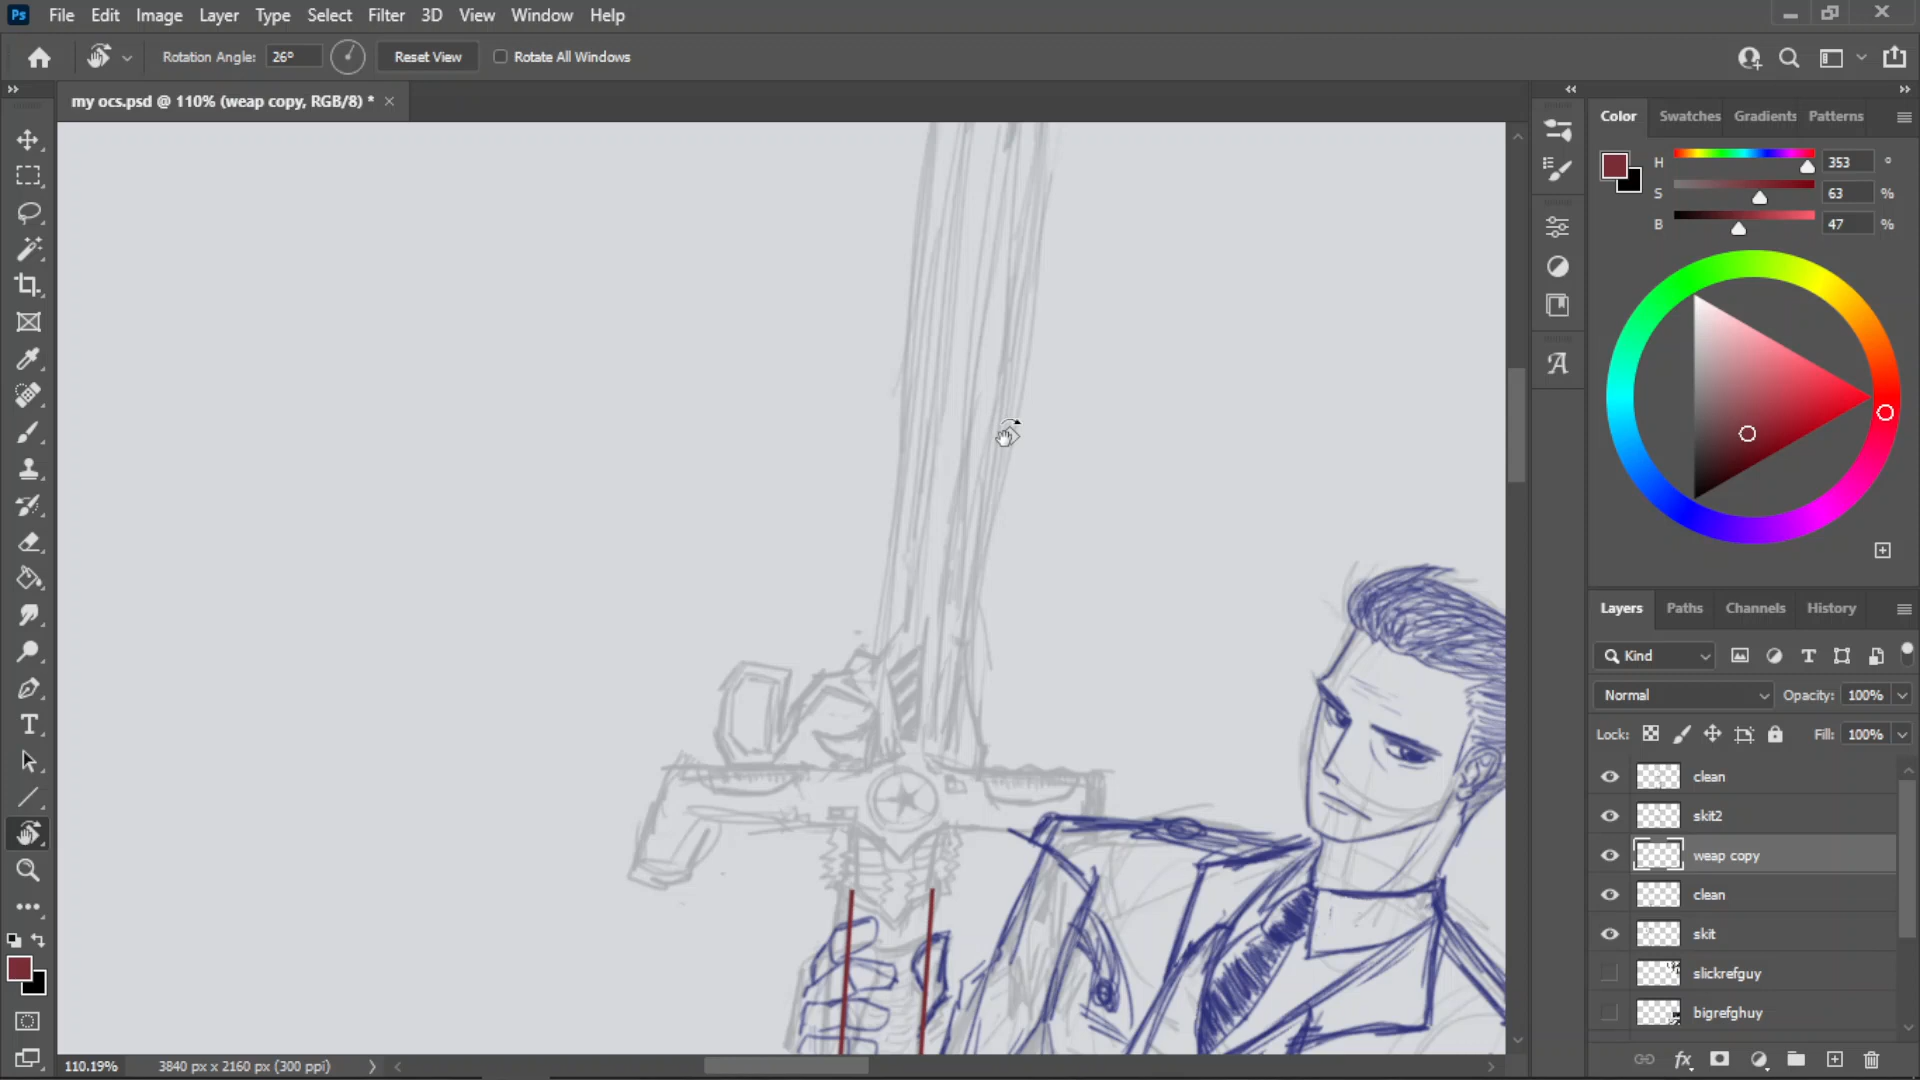 Ps File Edit Image Layer Type Select Filter 3D View Window Help
Rotation Angle: 26° Reset View Rotate All Windows
my ocs.psd @ 110% (weap copy, RGB/8) *
Color Swatches Gradients Patterns
H 353 °
S 63 %
B 47 %
A
Layers Paths Channels History
Kind
Normal Opacity: 100%
Lock: Fill: 100%
clean
skit2
weap copy
clean
skit
slickrefguy
bigrefghuy
fx
110.19% 3840 px x 2160 px (300 ppi)